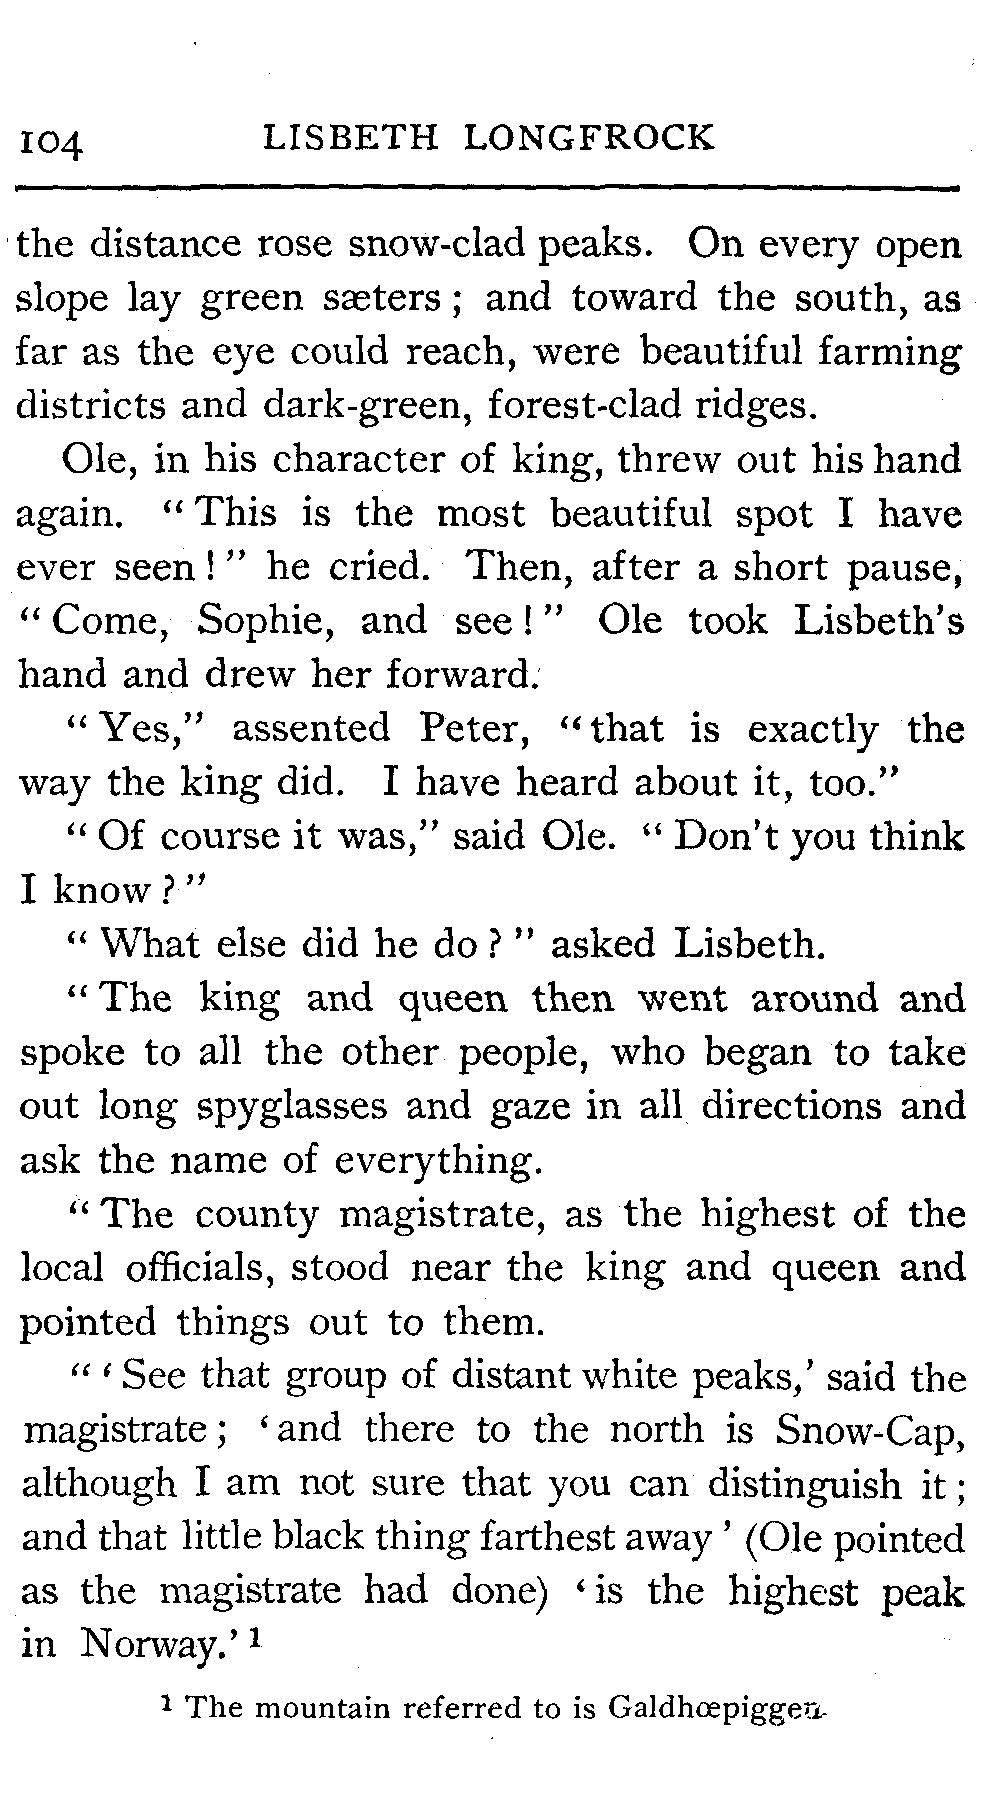 104 LISBETH LONGFROCK
the distance rose snow-clad peaks. On every open
slope lay green sæters ; and toward the south, as
far as the eye could reach, were beautiful farming
districts and dark-green, forest-clad ridges.
Ole, in his character of king, threw out his hand
again. “ This is the most beautiful spot I have
ever seen ! ” he cried. Then, after a short pause,
“ Come, Sophie, and see ! ” Ole took Lisbeth’s
hand and drew her forward.
“ Yes,” assented Peter, “ that is exactly the
way the king did. I have heard about it, too.”
“ Of course it was,” said Ole. “ Don’t you think
I know ? ”
“ What else did he do ? ” asked Lisbeth.
“ The king and queen then went around and
spoke to all the other people, who began to take
out long spyglasses and gaze in all directions and
ask the name of everything.
“ The county magistrate, as the highest of the
local officials, stood near the king and queen and
pointed things out to them.
“ ‘ See that group of distant white peaks,’ said the
magistrate ; ‘ and there to the north is Snow-Cap,
although I am not sure that you can distinguish it ;
and that little black thing farthest away ’ (Ole pointed
as the magistrate had done) ‘ is the highest peak
in Norway.’ ¹
¹ The mountain referred to is Galdhœpiggen.